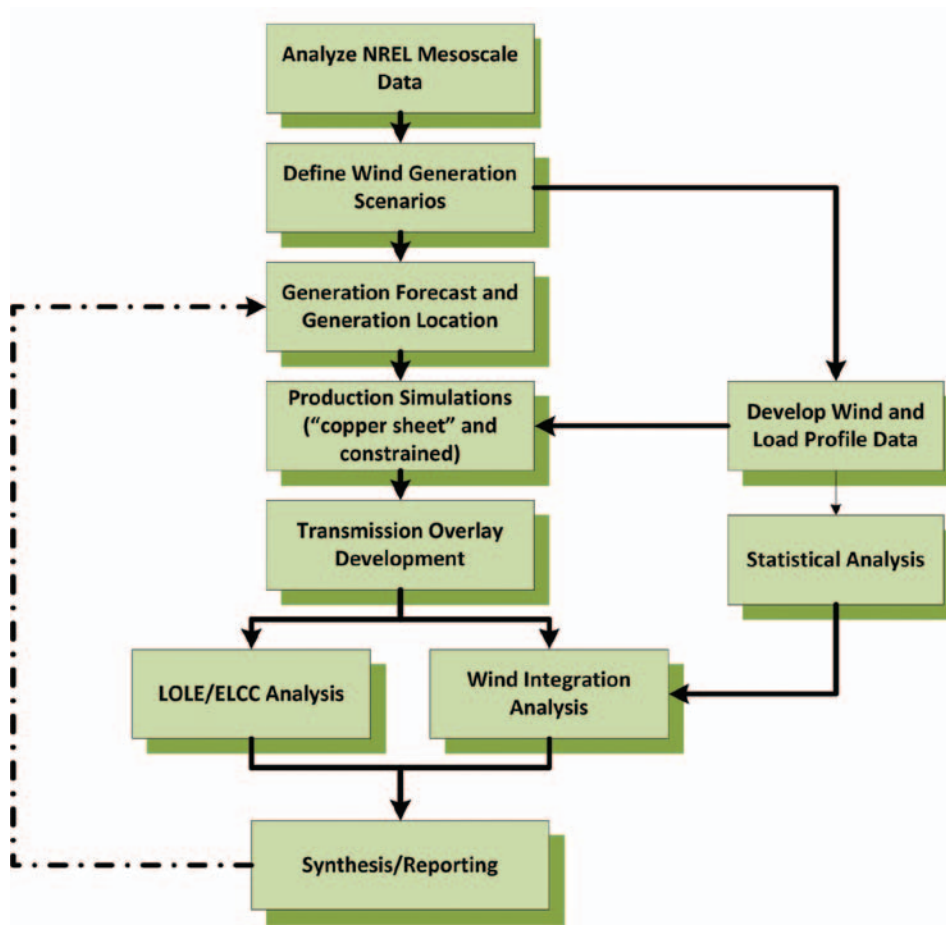 Analyze NREL Mesoscale
Data
Define Wind Generation
Scenarios
Generation Forecast and
Generation Location
Production Simulations
(“copper sheet” and
constrained)
Develop Wind and
Load Profile Data
Transmission Overlay
Development
Statistical Analysis
LOLE/ELCC Analysis
Wind Integration
Analysis
Synthesis/Reporting